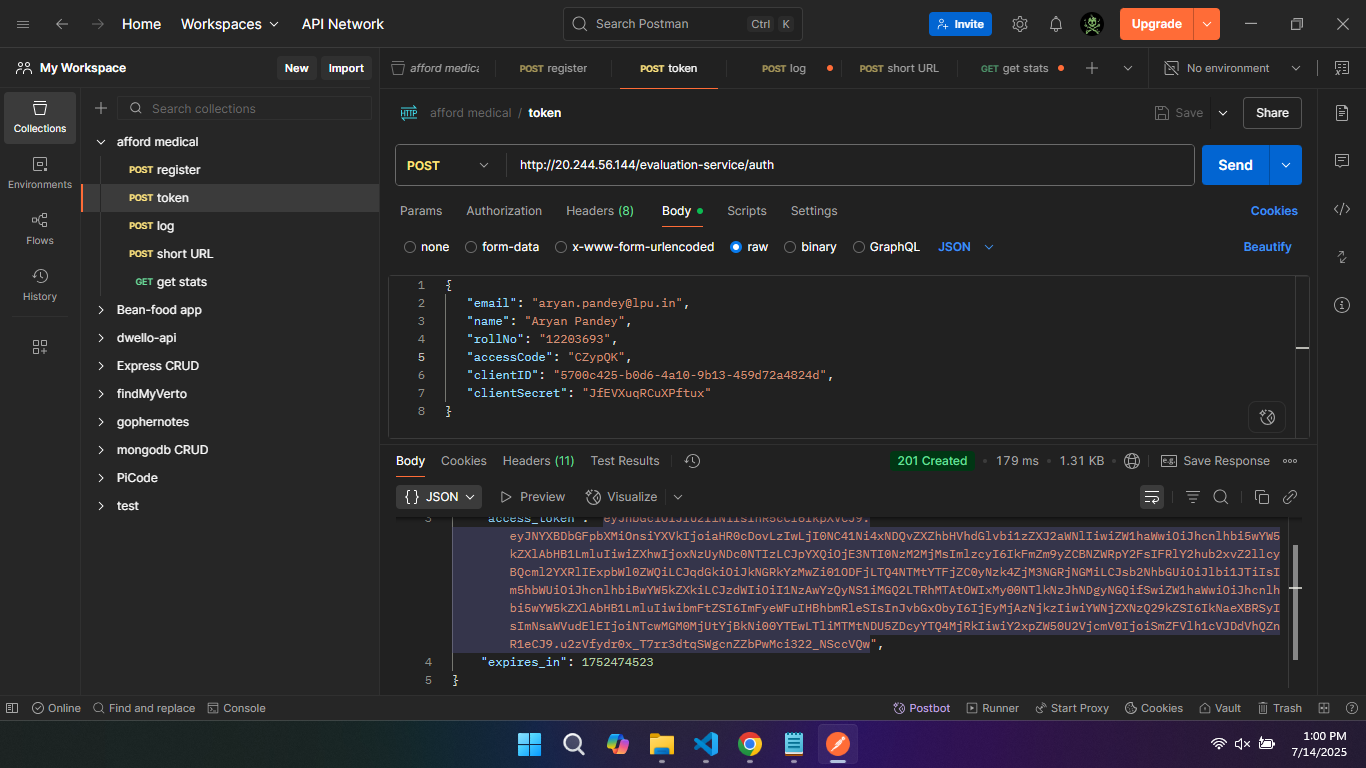 Home
Workspaces
API Network
Search Postman
Ctrl K
Invite
Upgrade
My Workspace
New
Import
afford medica
POST register
POST token
POST log
POST short URL
GET get stats
No environment
Collections
Environments
Flows
History
Search collections
afford medical
POST register
POST token
POST log
POST short URL
GET get stats
Bean-food app
dwello-api
Express CRUD
findMyVerto
gophernotes
mongodb CRUD
PiCode
test
HTTP afford medical / token
Save
Share
POST
http://20.244.56.144/evaluation-service/auth
Send
Params
Authorization
Headers (8)
Body
Scripts
Settings
Cookies
none
form-data
x-www-form-urlencoded
raw
binary
GraphQL
JSON
Beautify
1 {
2 "email": "aryan.pandey@lpu.in",
3 "name": "Aryan Pandey",
4 "rollNo": "12203693",
5 "accessCode": "CZypQK",
6 "clientID": "5700c425-b0d6-4a10-9b13-459d72a4824d",
7 "clientSecret": "JfEVXuqRCuXPftux"
8 }
Body
Cookies
Headers (11)
Test Results
201 Created
179 ms
1.31 KB
e.g. Save Response
{} JSON
Preview
Visualize
3 "access_token":
4 "expires_in": 1752474523
5 }
Online
Find and replace
Console
Postbot
Runner
Start Proxy
Cookies
Vault
Trash
1:00 PM
7/14/2025